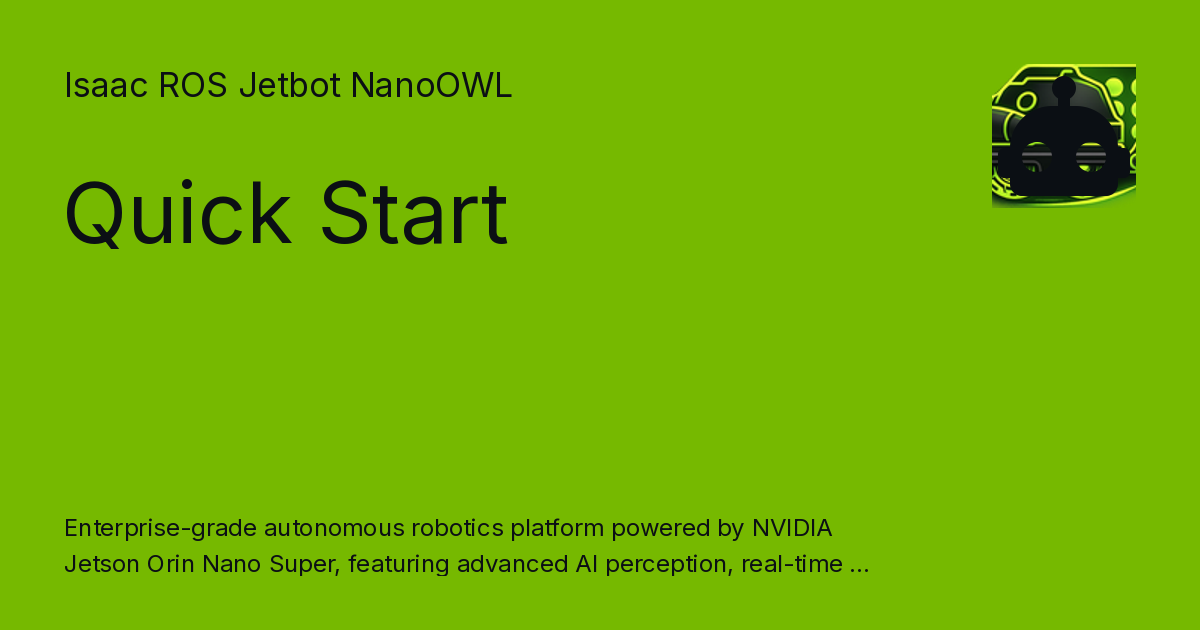 Isaac ROS Jetbot NanoOWL
Quick Start
Enterprise-grade autonomous robotics platform powered by NVIDIA
Jetson Orin Nano Super, featuring advanced AI perception, real-time ...